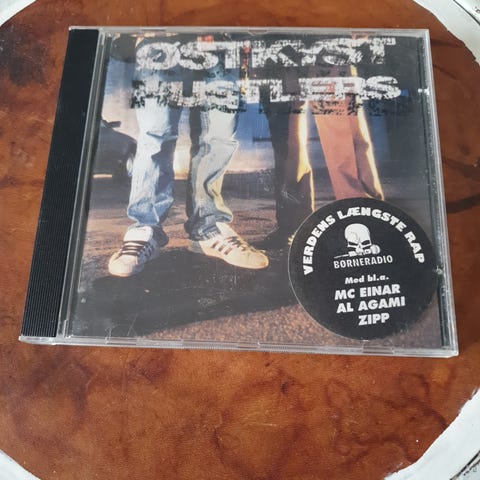 ØSTKYST
HUSTLERS
VERDENS LÆNGSTE RAP
BØRNERADIO
Med bl.a.
MC EINAR
AL AGAMI
ZIPP